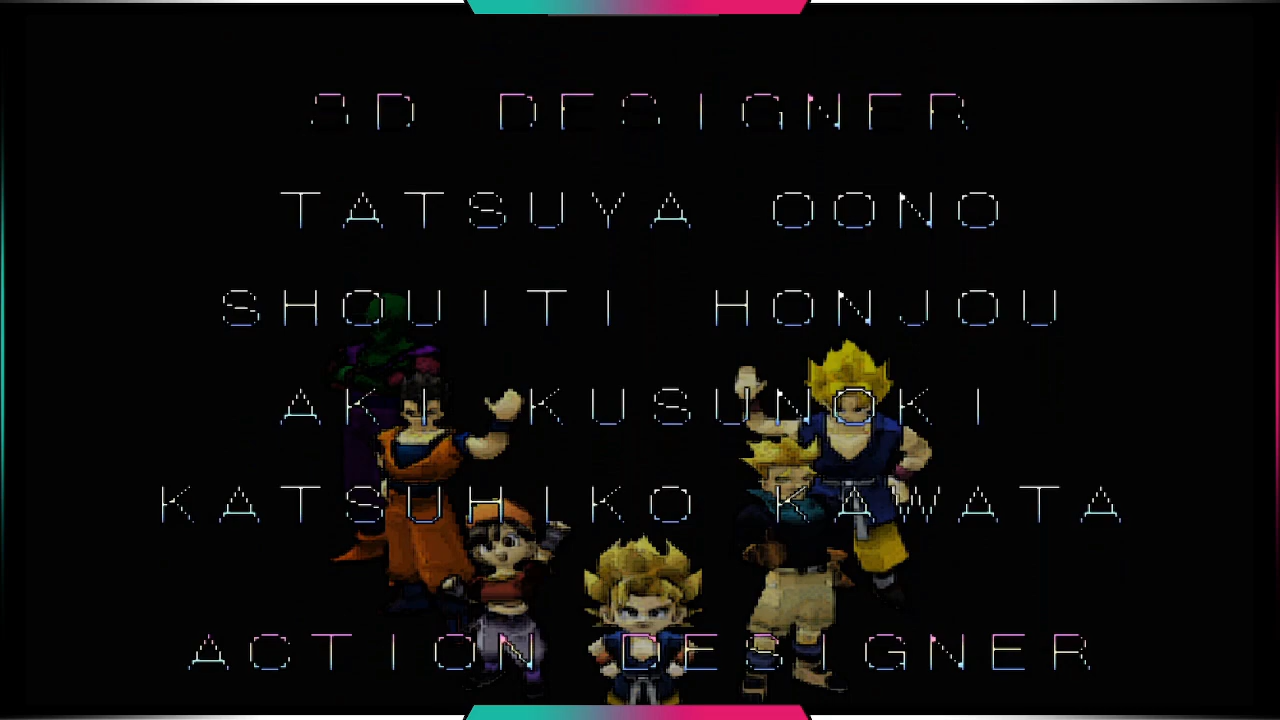 3D DESIGNER
TATSUYA OONO
SHOUITI HONJOU
AKI KUSUNOKI
KATSUHIKO KAWATA
ACTION DESIGNER